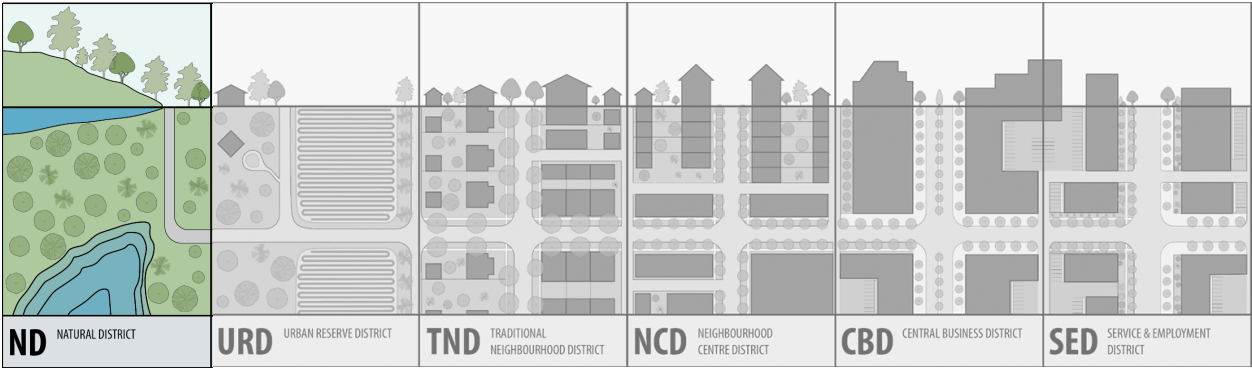 ND NATURAL DISTRICT
URD URBAN RESERVE DISTRICT
TND TRADITIONAL
NEIGHBOURHOOD DISTRICT
NCD NEIGHBOURHOOD
CENTRE DISTRICT
CBD CENTRAL BUSINESS DISTRICT
SED SERVICE & EMPLOYMENT
DISTRICT